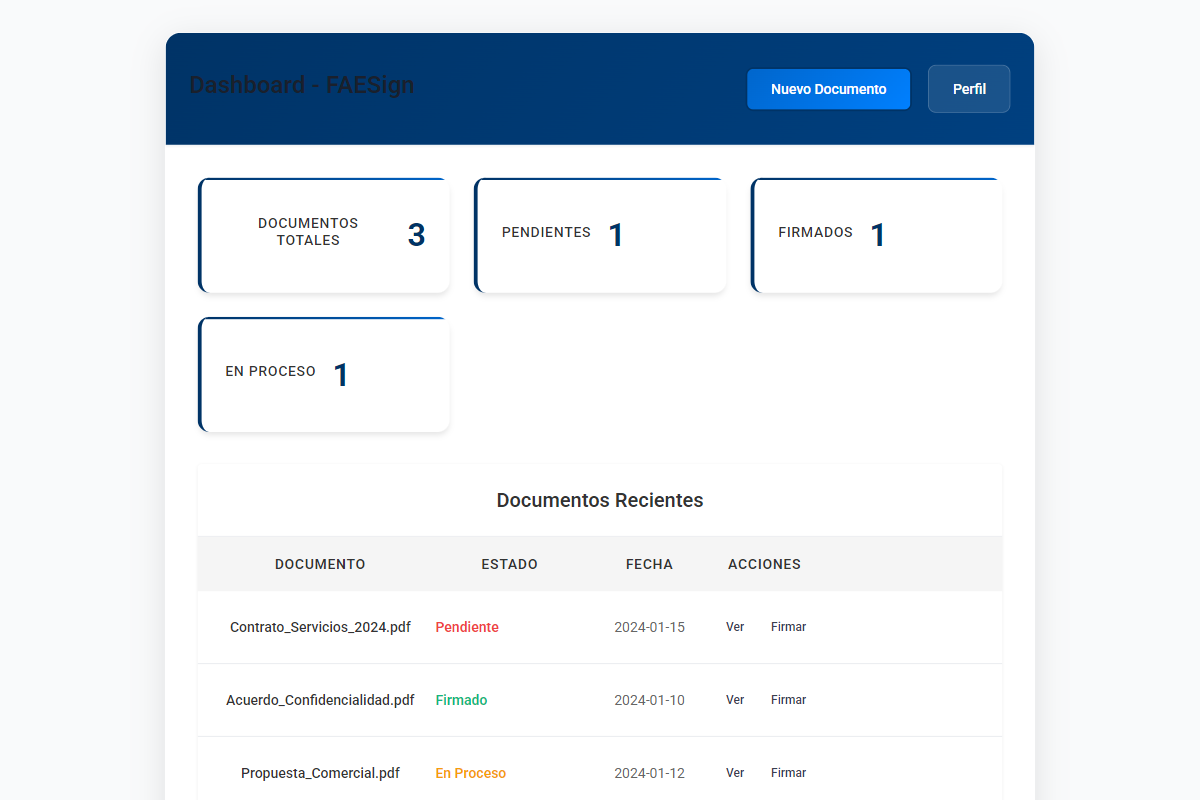 Dashboard - FAESign
Nuevo Documento
Perfil
DOCUMENTOS
TOTALES
3
PENDIENTES
1
FIRMADOS
1
EN PROCESO
1
Documentos Recientes
DOCUMENTO ESTADO FECHA ACCIONES
Contrato_Servicios_2024.pdf Pendiente 2024-01-15 Ver Firmar
Acuerdo_Confidencialidad.pdf Firmado 2024-01-10 Ver Firmar
Propuesta_Comercial.pdf En Proceso 2024-01-12 Ver Firmar